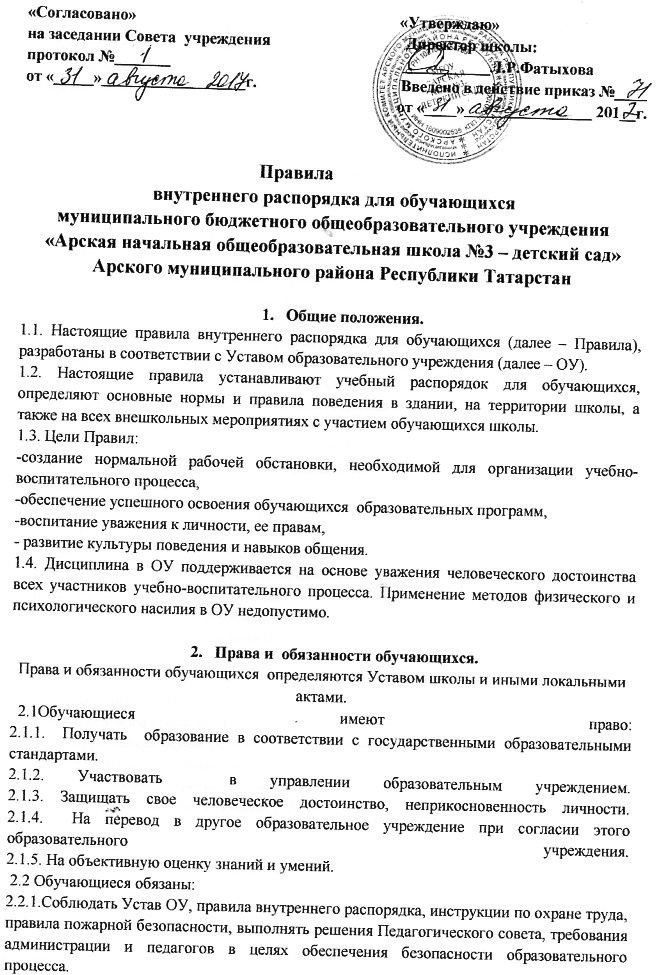 «Согласовано»
на заседании Совета учреждения
протокол № 1
от « 31 » августа 2017г.
«Утверждаю»
Директор школы:
Л.Р.Фатыхова
Введено в действие приказ № 71
от « 31 » августа 2017г.
Правила
внутреннего распорядка для обучающихся
муниципального бюджетного общеобразовательного учреждения
«Арская начальная общеобразовательная школа №3 – детский сад»
Арского муниципального района Республики Татарстан
1. Общие положения.
1.1. Настоящие правила внутреннего распорядка для обучающихся (далее – Правила),
разработаны в соответствии с Уставом образовательного учреждения (далее – ОУ).
1.2. Настоящие правила устанавливают учебный распорядок для обучающихся,
определяют основные нормы и правила поведения в здании, на территории школы, а
также на всех внешкольных мероприятиях с участием обучающихся школы.
1.3. Цели Правил:
-создание нормальной рабочей обстановки, необходимой для организации учебно-
воспитательного процесса,
-обеспечение успешного освоения обучающихся образовательных программ,
-воспитание уважения к личности, ее правам,
- развитие культуры поведения и навыков общения.
1.4. Дисциплина в ОУ поддерживается на основе уважения человеческого достоинства
всех участников учебно-воспитательного процесса. Применение методов физического и
психологического насилия в ОУ недопустимо.
2. Права и обязанности обучающихся.
Права и обязанности обучающихся определяются Уставом школы и иными локальными
актами.
2.1Обучающиеся имеют право:
2.1.1. Получать образование в соответствии с государственными образовательными
стандартами.
2.1.2. Участвовать в управлении образовательным учреждением.
2.1.3. Защищать свое человеческое достоинство, неприкосновенность личности.
2.1.4. На перевод в другое образовательное учреждение при согласии этого
образовательного учреждения.
2.1.5. На объективную оценку знаний и умений.
2.2 Обучающиеся обязаны:
2.2.1.Соблюдать Устав ОУ, правила внутреннего распорядка, инструкции по охране труда,
правила пожарной безопасности, выполнять решения Педагогического совета, требования
администрации и педагогов в целях обеспечения безопасности образовательного
процесса.